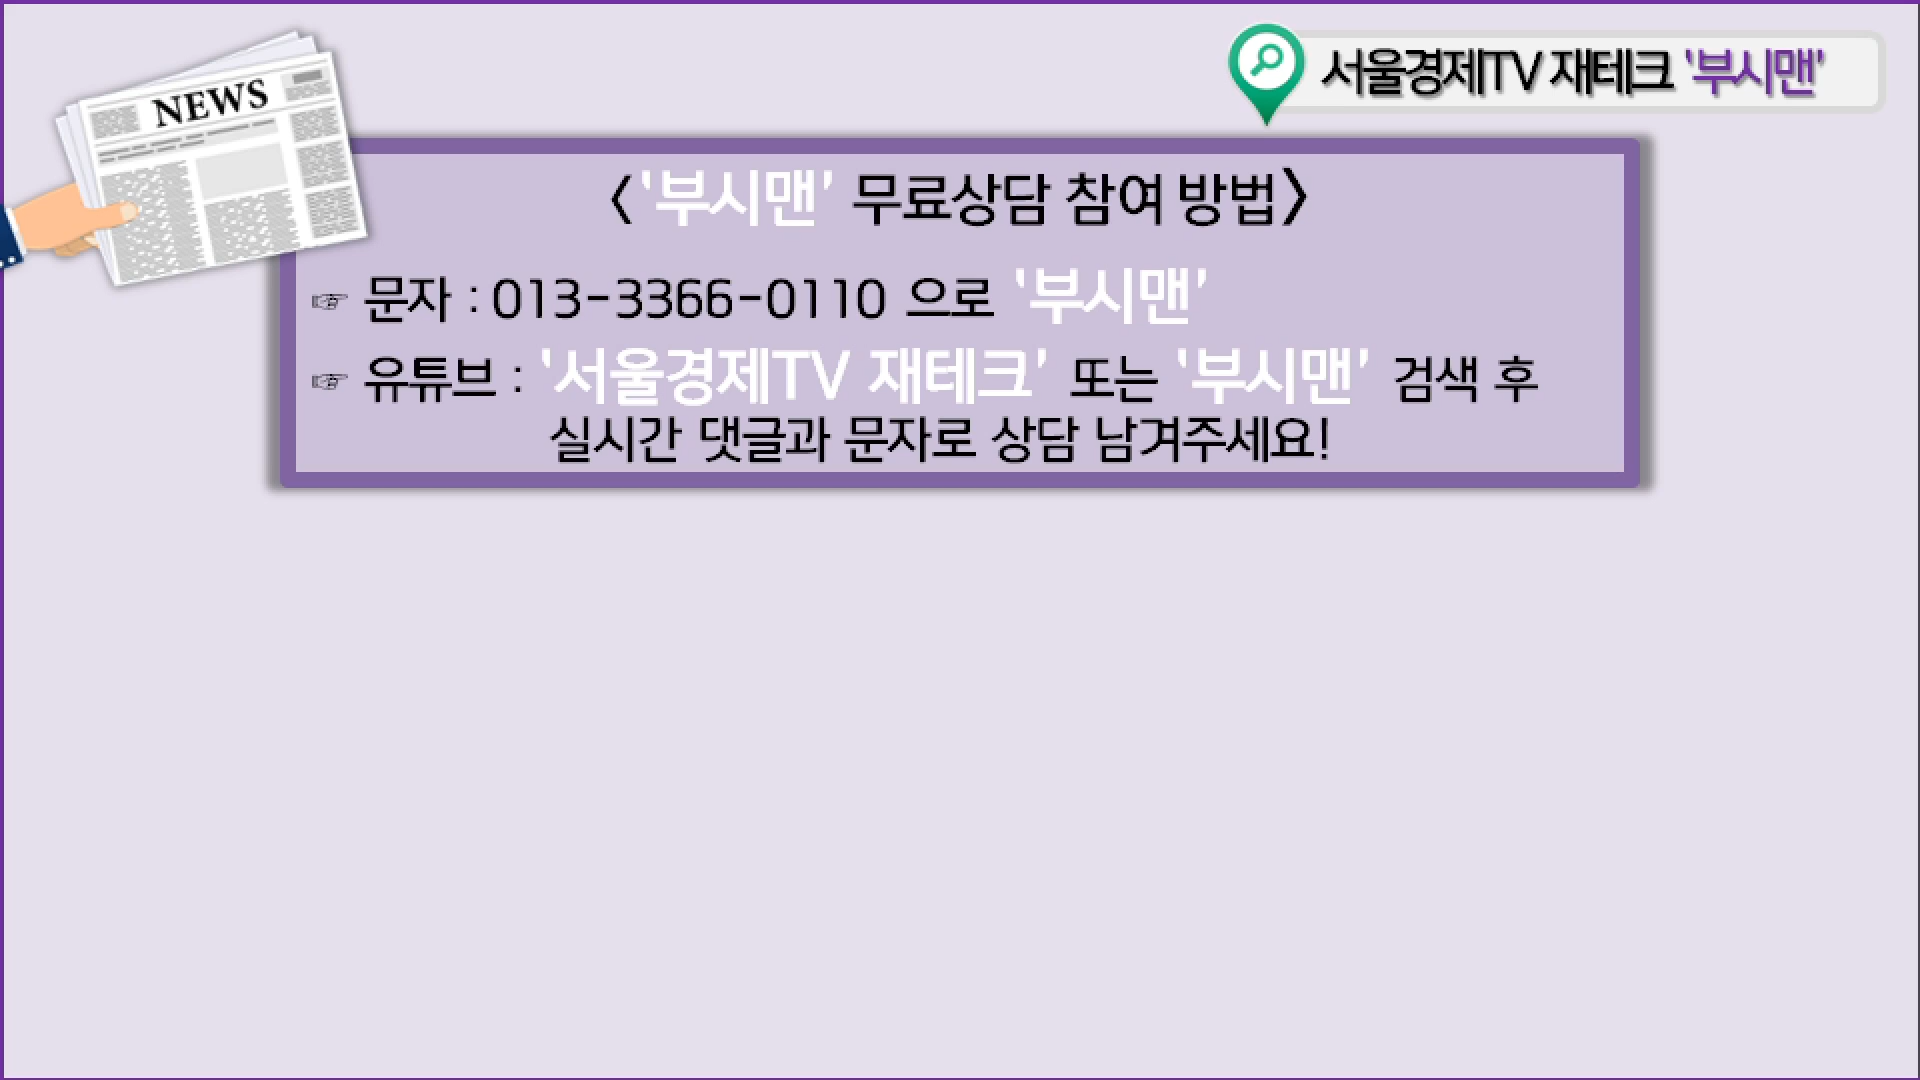 NEWS
서울경제TV 재테크 '부시맨'
<'부시맨' 무료상담 참여 방법>
☞ 문자 : 013-3366-0110 으로 '부시맨'
☞ 유튜브 : '서울경제TV 재테크' 또는 '부시맨' 검색 후
실시간 댓글과 문자로 상담 남겨주세요!